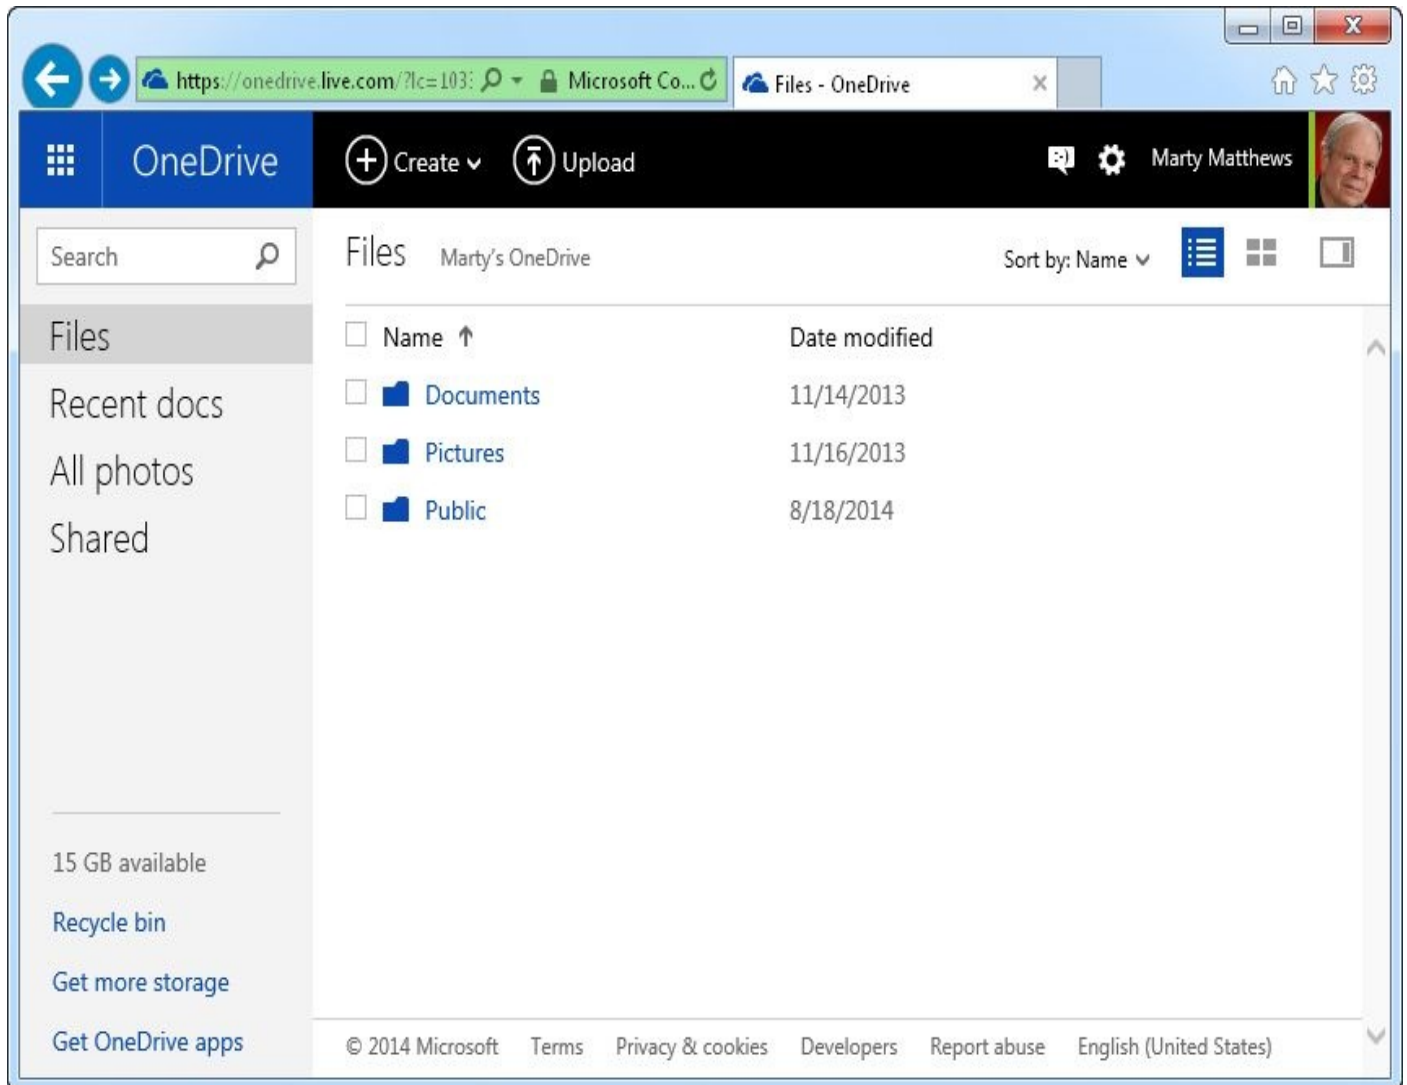 https://onedrive.live.com/?lc=103: Microsoft Co... Files - OneDrive
OneDrive Create Upload Marty Matthews
Search
Files Marty's OneDrive Sort by: Name
Files
Recent docs
All photos
Shared
Name Date modified
Documents 11/14/2013
Pictures 11/16/2013
Public 8/18/2014
15 GB available
Recycle bin
Get more storage
Get OneDrive apps
© 2014 Microsoft Terms Privacy & cookies Developers Report abuse English (United States)